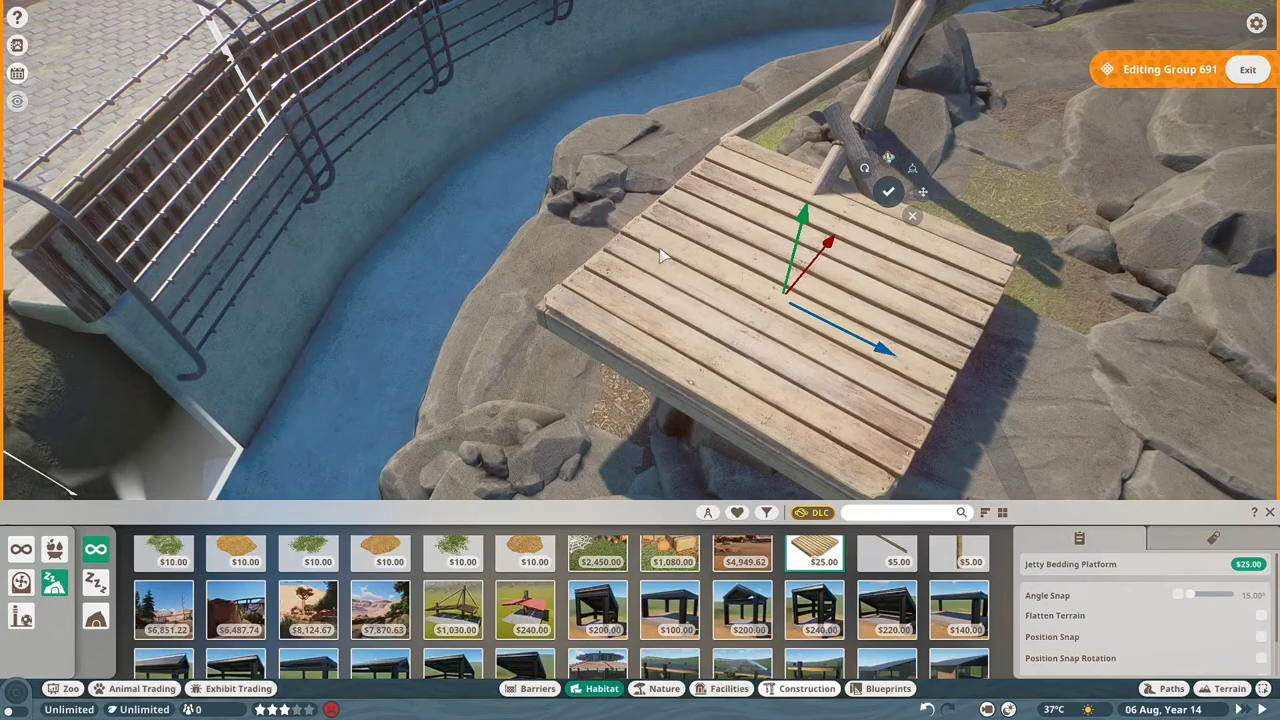 ?
Editing Group 691
Exit
DLC
?
$10.00
$10.00
$10.00
$10.00
$10.00
$10.00
$2,450.00
$1,080.00
$4,949.62
$25.00
$5.00
$5.00
Jetty Bedding Platform
$25.00
Angle Snap
15.00°
Flatten Terrain
Position Snap
Position Snap Rotation
$6,851.22
$6,487.74
$8,124.67
$7,870.63
$1,030.00
$240.00
$200.00
$100.00
$200.00
$240.00
$220.00
$140.00
Zoo
Animal Trading
Exhibit Trading
Barriers
Habitat
Nature
Facilities
Construction
Blueprints
Paths
Terrain
Unlimited
Unlimited
0
37°C
06 Aug, Year 14